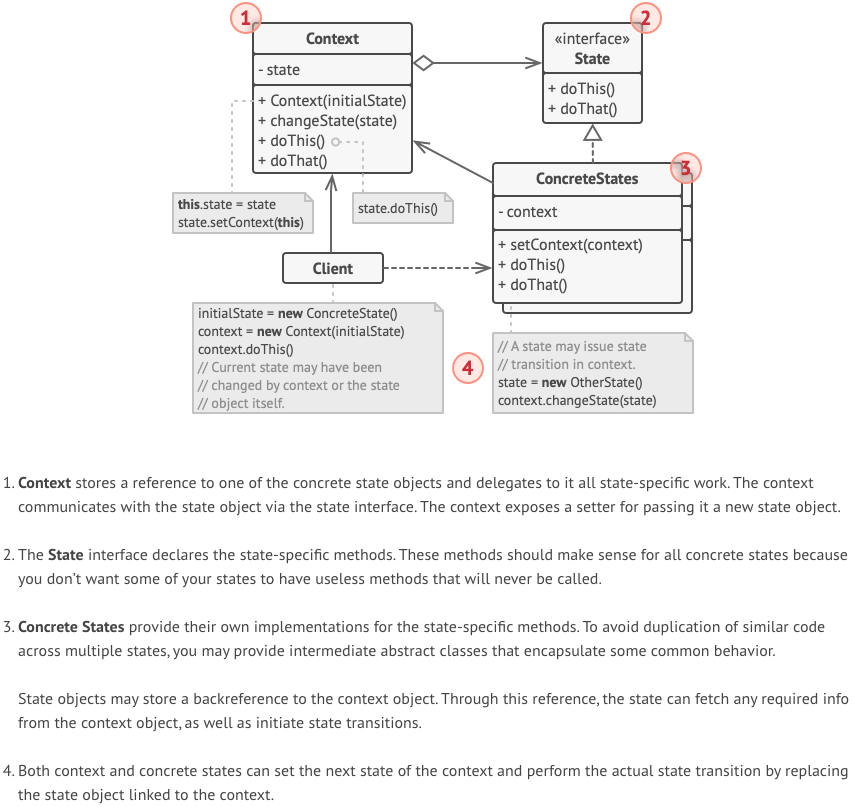 1
Context
- state
+ Context(initialState)
+ changeState(state)
+ doThis()
+ doThat()
2
«interface»
State
+ doThis()
+ doThat()
3
ConcreteStates
- context
+ setContext(context)
+ doThis()
+ doThat()
this.state = state
state.setContext(this)
state.doThis()
Client
initialState = new ConcreteState()
context = new Context(initialState)
context.doThis()
// Current state may have been
// changed by context or the state
// object itself.
4
// A state may issue state
// transition in context.
state = new OtherState()
context.changeState(state)
1. Context stores a reference to one of the concrete state objects and delegates to it all state-specific work. The context
communicates with the state object via the state interface. The context exposes a setter for passing it a new state object.
2. The State interface declares the state-specific methods. These methods should make sense for all concrete states because
you don’t want some of your states to have useless methods that will never be called.
3. Concrete States provide their own implementations for the state-specific methods. To avoid duplication of similar code
across multiple states, you may provide intermediate abstract classes that encapsulate some common behavior.
State objects may store a backreference to the context object. Through this reference, the state can fetch any required info
from the context object, as well as initiate state transitions.
4. Both context and concrete states can set the next state of the context and perform the actual state transition by replacing
the state object linked to the context.